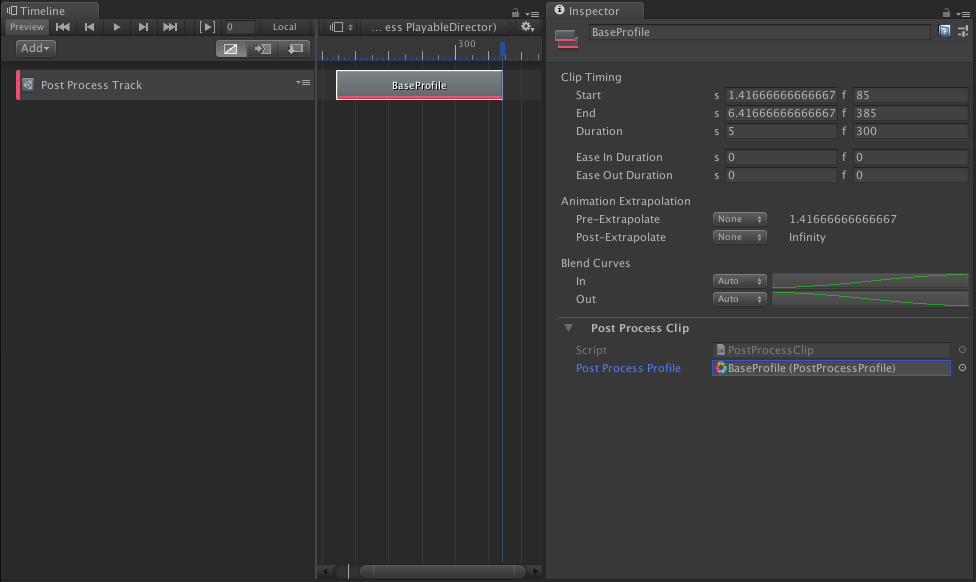 Timeline
Preview
0
Local
... ess PlayableDirector)
Add
300
Post Process Track
BaseProfile
Inspector
BaseProfile
Clip Timing
Start s 1.41666666666667 f 85
End s 6.41666666666667 f 385
Duration s 5 f 300
Ease In Duration s 0 f 0
Ease Out Duration s 0 f 0
Animation Extrapolation
Pre-Extrapolate None 1.41666666666667
Post-Extrapolate None Infinity
Blend Curves
In Auto
Out Auto
Post Process Clip
Script PostProcessClip
Post Process Profile BaseProfile (PostProcessProfile)